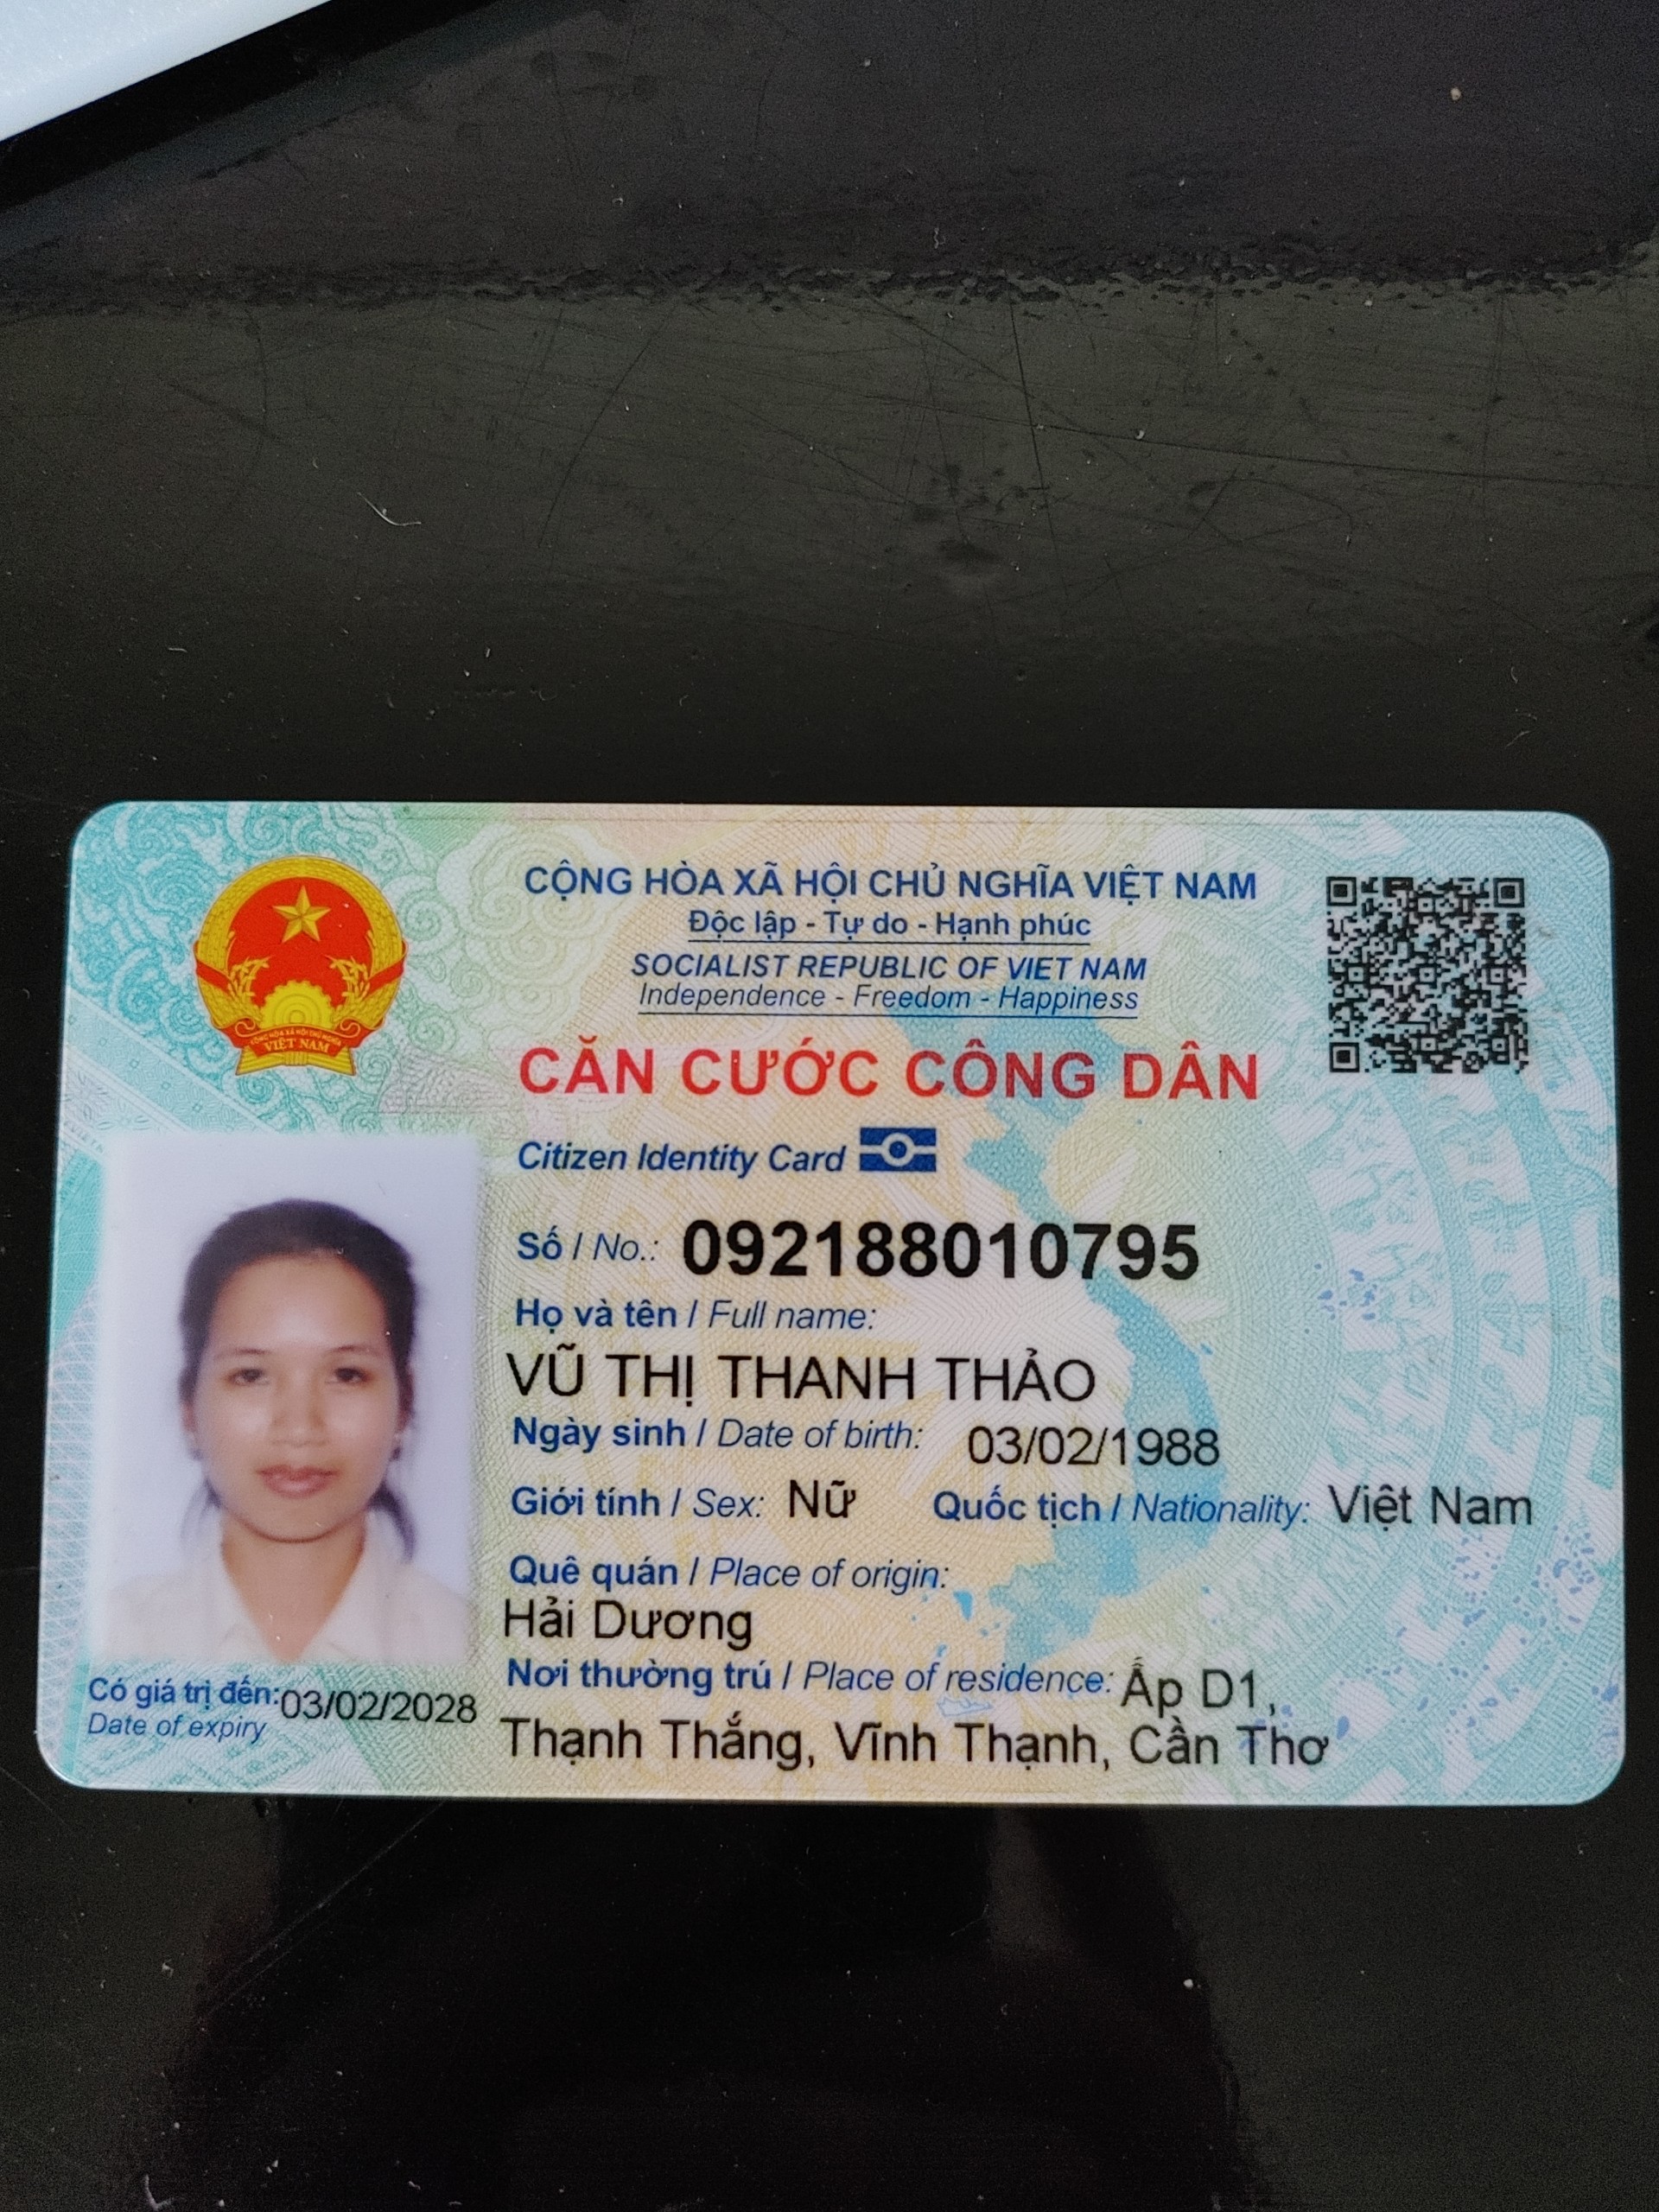 CỘNG HÒA XÃ HỘI CHỦ NGHĨA VIỆT NAM
Độc lập - Tự do - Hạnh phúc
SOCIALIST REPUBLIC OF VIET NAM
Independence - Freedom - Happiness
CỘNG HÒA XÃ HỘI CHỦ NGHĨA
VIỆT NAM
CĂN CƯỚC CÔNG DÂN
Citizen Identity Card
Số / No.: 092188010795
Họ và tên / Full name:
VŨ THỊ THANH THẢO
Ngày sinh / Date of birth: 03/02/1988
Giới tính / Sex: Nữ Quốc tịch / Nationality: Việt Nam
Quê quán / Place of origin:
Hải Dương
Nơi thường trú / Place of residence: Ấp D1,
Thạnh Thắng, Vĩnh Thạnh, Cần Thơ
Có giá trị đến: 03/02/2028
Date of expiry